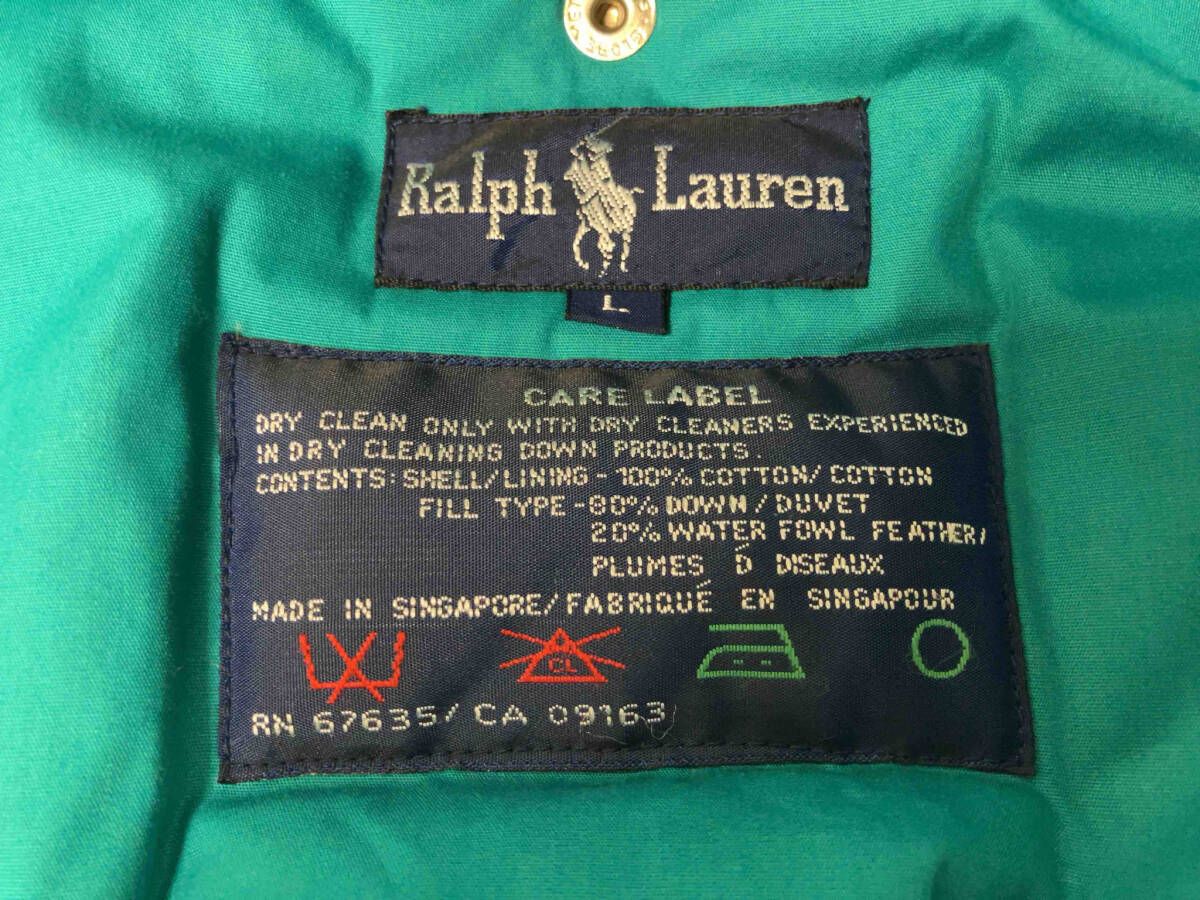 Ralph Lauren
L
CARE LABEL
DRY CLEAN ONLY WITH DRY CLEANERS EXPERIENCED
IN DRY CLEANING DOWN PRODUCTS.
CONTENTS: SHELL/LINING-100% COTTON/COTTON
FILL TYPE-80% DOWN/DUVET
20% WATER FOWL FEATHER/
PLUMES D́ DISEAUX
MADE IN SINGAPORE/FABRIQUÉ EN SINGAPOUR
CL
RN 67635/CA 09163